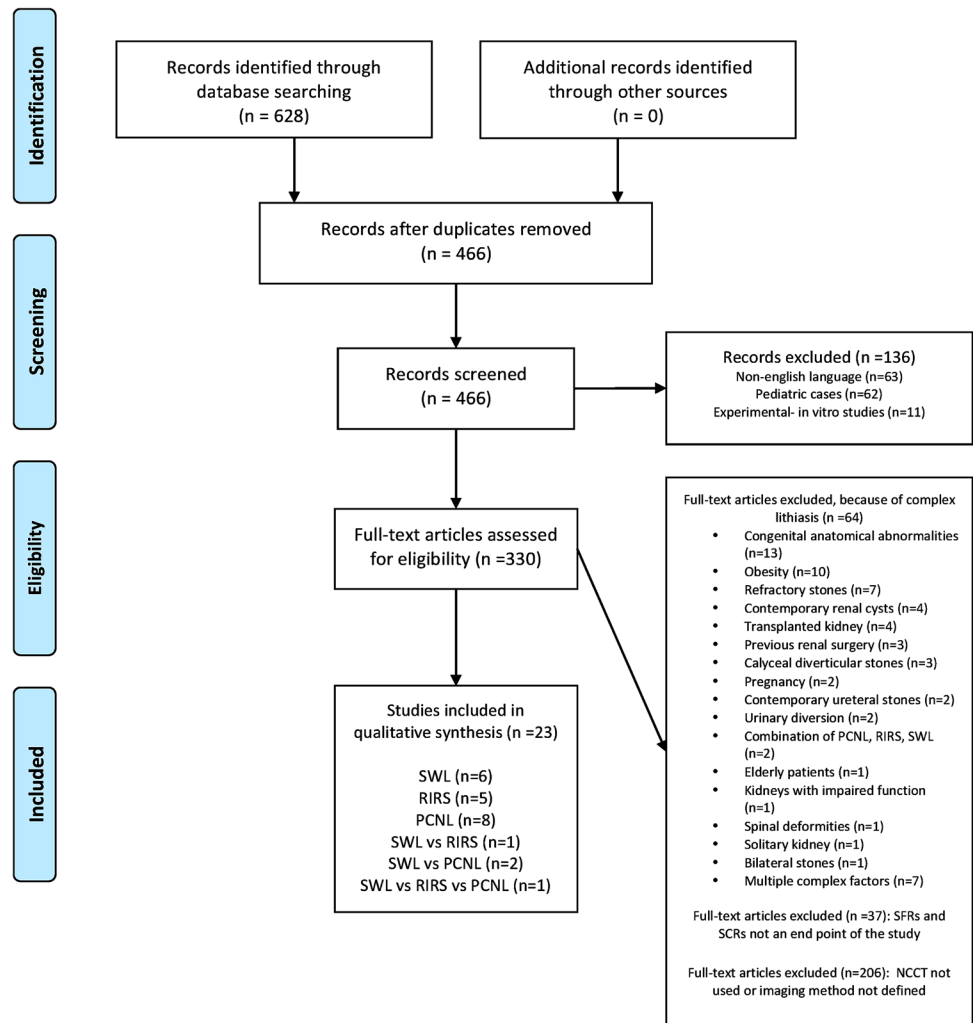 Identification
Records identified through
database searching
(n = 628)
Additional records identified
through other sources
(n = 0)
Records after duplicates removed
(n = 466)
Screening
Records screened
(n = 466)
Records excluded (n =136)
Non-english language (n=63)
Pediatric cases (n=62)
Experimental- in vitro studies (n=11)
Eligibility
Full-text articles assessed
for eligibility (n =330)
Full-text articles excluded, because of complex
lithiasis (n =64)
• Congenital anatomical abnormalities
(n=13)
• Obesity (n=10)
• Refractory stones (n=7)
• Contemporary renal cysts (n=4)
• Transplanted kidney (n=4)
• Previous renal surgery (n=3)
• Calyceal diverticular stones (n=3)
• Pregnancy (n=2)
• Contemporary ureteral stones (n=2)
• Urinary diversion (n=2)
• Combination of PCNL, RIRS, SWL
(n=2)
• Elderly patients (n=1)
• Kidneys with impaired function
(n=1)
• Spinal deformities (n=1)
• Solitary kidney (n=1)
• Bilateral stones (n=1)
• Multiple complex factors (n=7)
Full-text articles excluded (n =37): SFRs and
SCRs not an end point of the study
Full-text articles excluded (n=206): NCCT not
used or imaging method not defined
Included
Studies included in
qualitative synthesis (n =23)
SWL (n=6)
RIRS (n=5)
PCNL (n=8)
SWL vs RIRS (n=1)
SWL vs PCNL (n=2)
SWL vs RIRS vs PCNL (n=1)